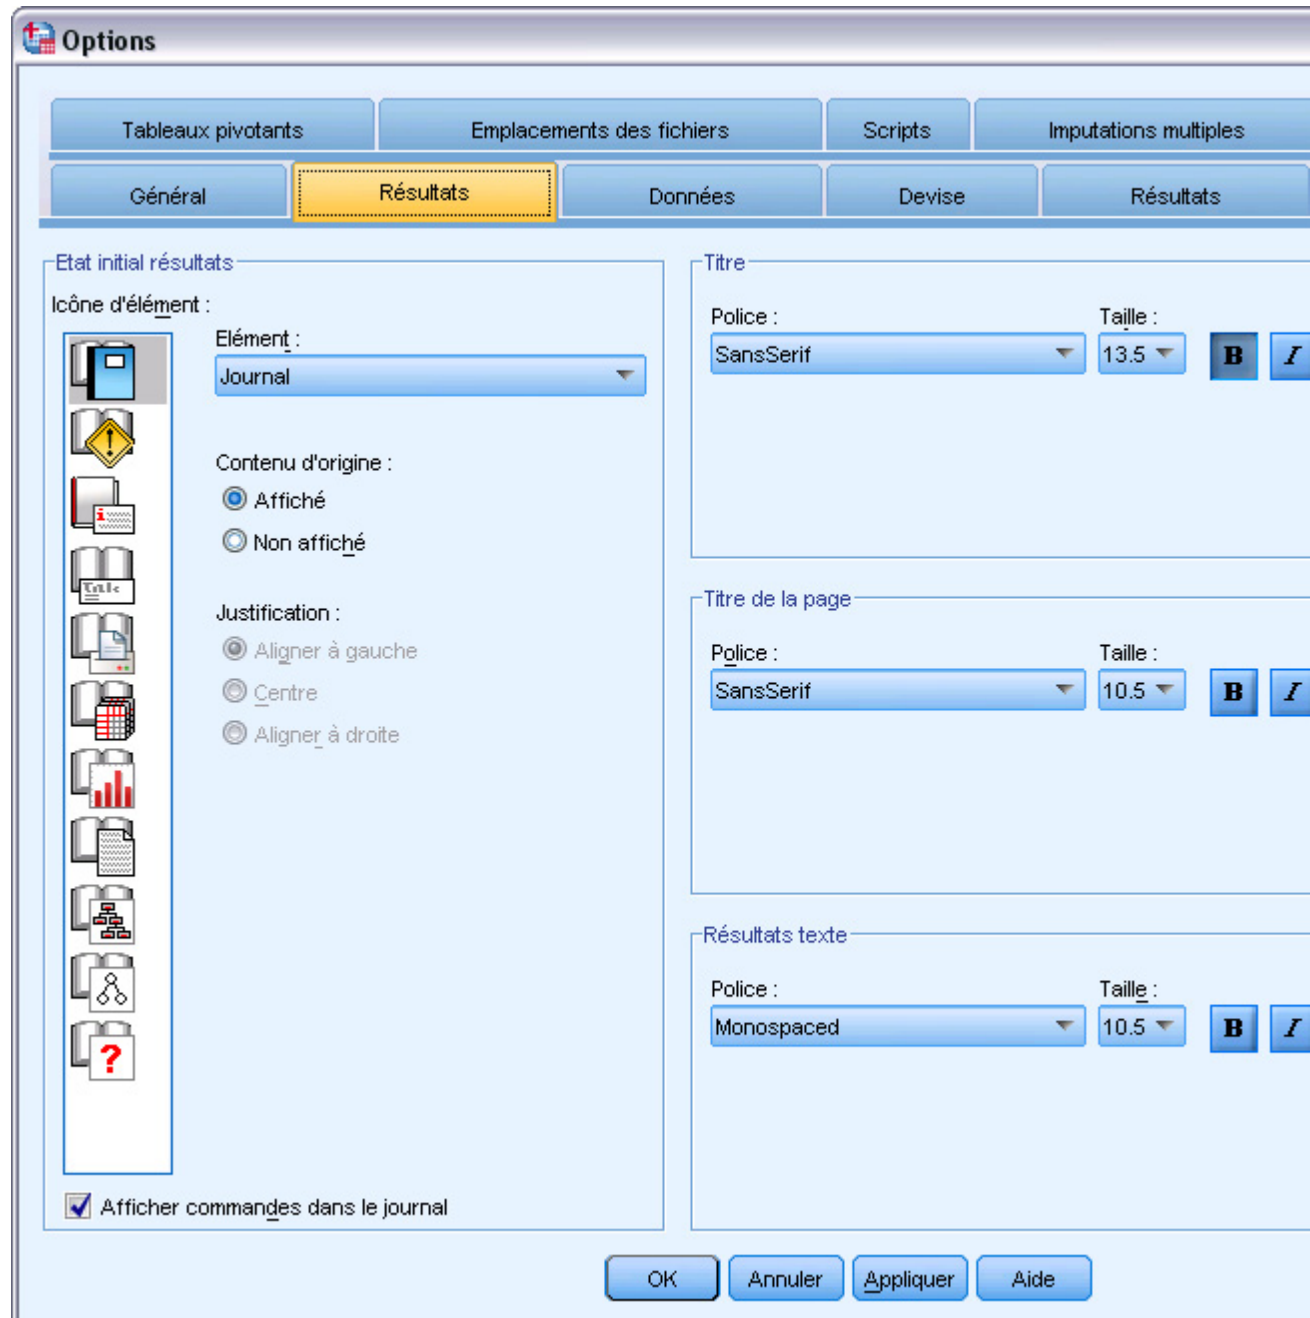 Options
Tableaux pivotants Emplacements des fichiers Scripts Imputations multiples
Général Résultats Données Devise Résultats
Etat initial résultats
Icône d'élément :
Elément :
Journal
Contenu d'origine :
Affiché
Non affiché
Justification :
Aligner à gauche
Centre
Aligner à droite
Title
Afficher commandes dans le journal
Titre
Police : Taille :
SansSerif 13.5 B I
Titre de la page
Police : Taille :
SansSerif 10.5 B I
Résultats texte
Police : Taille :
Monospaced 10.5 B I
OK Annuler Appliquer Aide